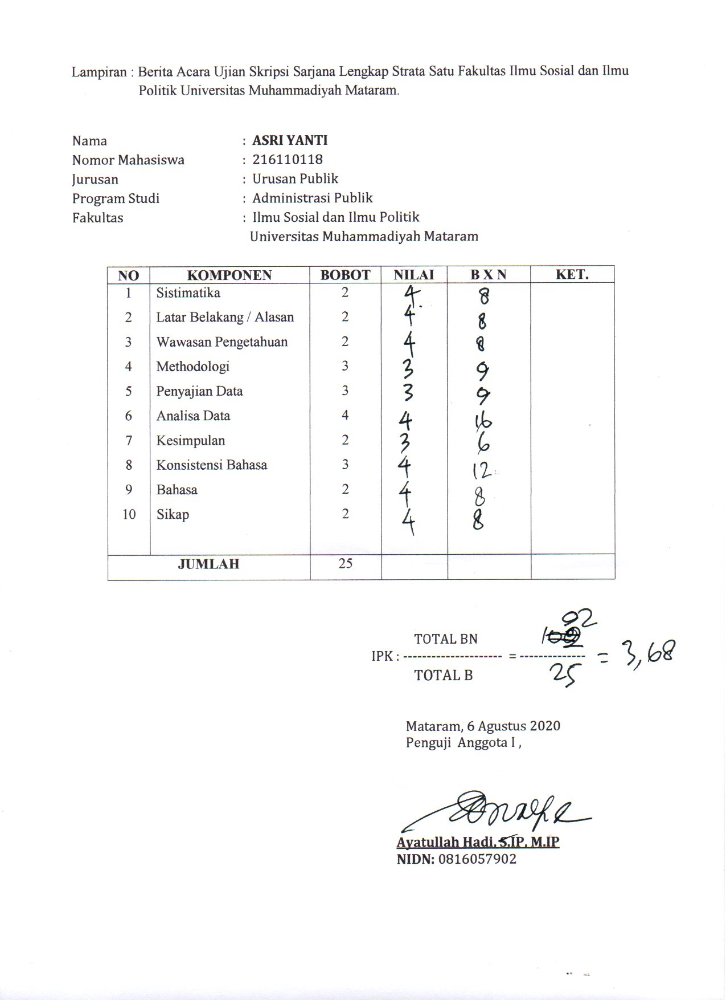 Lampiran : Berita Acara Ujian Skripsi Sarjana Lengkap Strata Satu Fakultas Ilmu Sosial dan Ilmu
Politik Universitas Muhammadiyah Mataram.
Nama : ASRI YANTI
Nomor Mahasiswa : 216110118
Jurusan : Urusan Publik
Program Studi : Administrasi Publik
Fakultas : Ilmu Sosial dan Ilmu Politik
Universitas Muhammadiyah Mataram
NO KOMPONEN BOBOT NILAI B X N KET.
1 Sistimatika 2 4 8
2 Latar Belakang / Alasan 2 4 8
3 Wawasan Pengetahuan 2 4 8
4 Methodologi 3 3 9
5 Penyajian Data 3 3 9
6 Analisa Data 4 4 16
7 Kesimpulan 2 3 6
8 Konsistensi Bahasa 3 4 12
9 Bahasa 2 4 8
10 Sikap 2 4 8
JUMLAH 25
92
TOTAL BN
IPK : --------------------- = -------------- = 3,68
TOTAL B 25
Mataram, 6 Agustus 2020
Penguji Anggota I ,
Ayatullah Hadi, S.IP, M.IP
NIDN: 0816057902